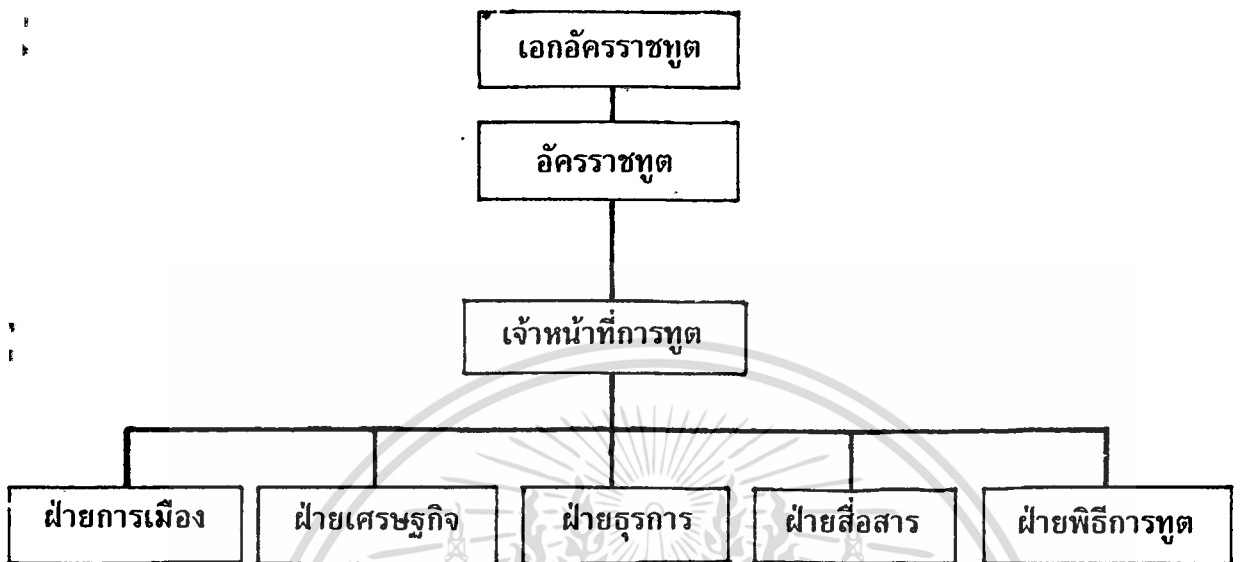 เอกอัครราชทูต
อัครราชทูต
เจ้าหน้าที่การทูต
ฝ่ายการเมือง ฝ่ายเศรษฐกิจ ฝ่ายธุรการ ฝ่ายสื่อสาร ฝ่ายพิธีการทูต